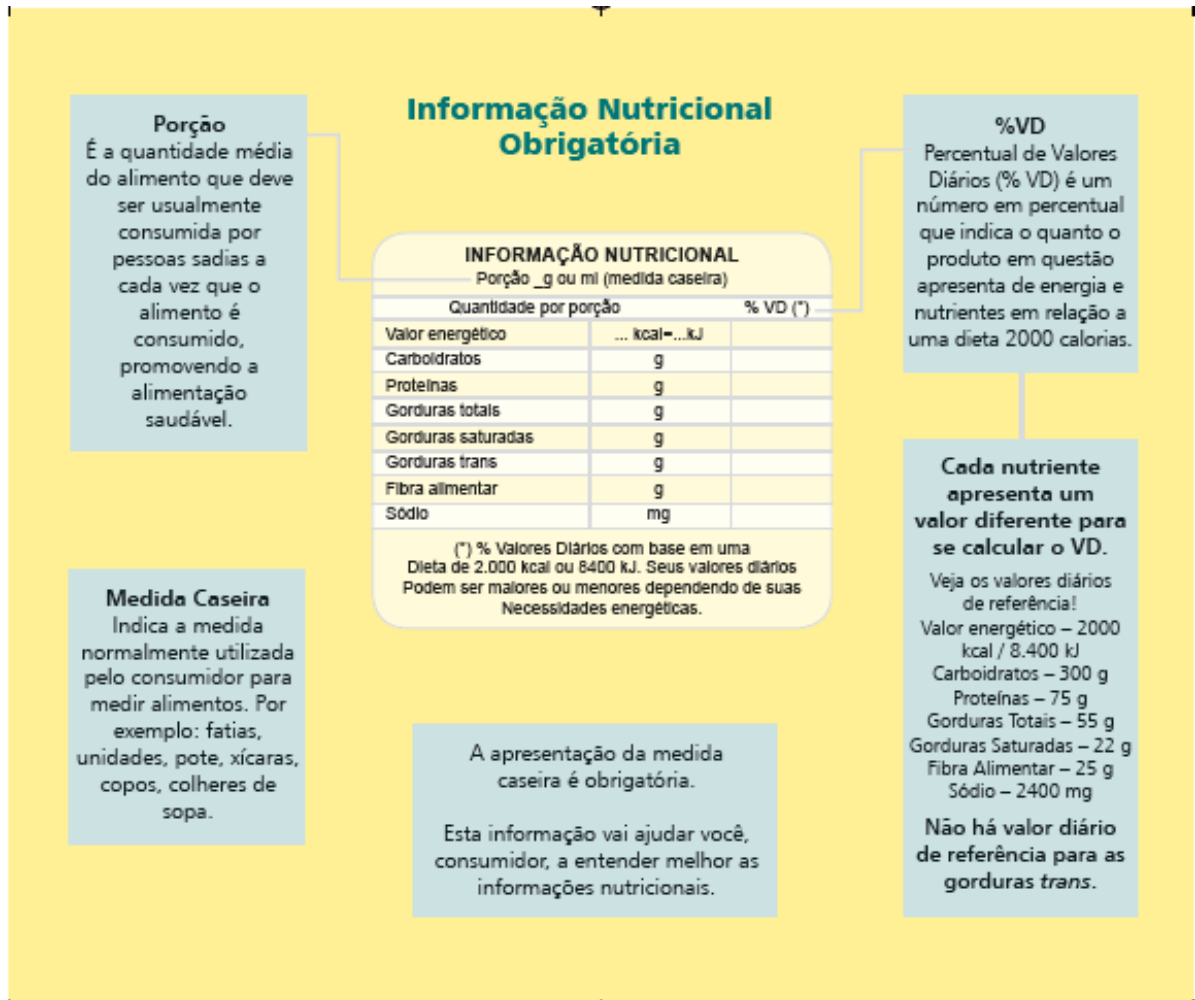 Informação Nutricional
Obrigatória
Porção
É a quantidade média
do alimento que deve
ser usualmente
consumida por
pessoas sadias a
cada vez que o
alimento é
consumido,
promovendo a
alimentação
saudável.
Medida Caseira
Indica a medida
normalmente utilizada
pelo consumidor para
medir alimentos. Por
exemplo: fatias,
unidades, pote, xícaras,
copos, colheres de
sopa.
INFORMAÇÃO NUTRICIONAL
Porção _g ou ml (medida caseira)
Quantidade por porção % VD (*)
Valor energético ... kcal=...kJ
Carboidratos g
Proteínas g
Gorduras totais g
Gorduras saturadas g
Gorduras trans g
Fibra alimentar g
Sódio mg
(*) % Valores Diários com base em uma
Dieta de 2.000 kcal ou 8400 kJ. Seus valores diários
Podem ser maiores ou menores dependendo de suas
Necessidades energéticas.
A apresentação da medida
caseira é obrigatória.
Esta informação vai ajudar você,
consumidor, a entender melhor as
informações nutricionais.
%VD
Percentual de Valores
Diários (% VD) é um
número em percentual
que indica o quanto o
produto em questão
apresenta de energia e
nutrientes em relação a
uma dieta 2000 calorias.
Cada nutriente
apresenta um
valor diferente para
se calcular o VD.
Veja os valores diários
de referência!
Valor energético – 2000
kcal / 8.400 kJ
Carboidratos – 300 g
Proteínas – 75 g
Gorduras Totais – 55 g
Gorduras Saturadas – 22 g
Fibra Alimentar – 25 g
Sódio – 2400 mg
Não há valor diário
de referência para as
gorduras trans.